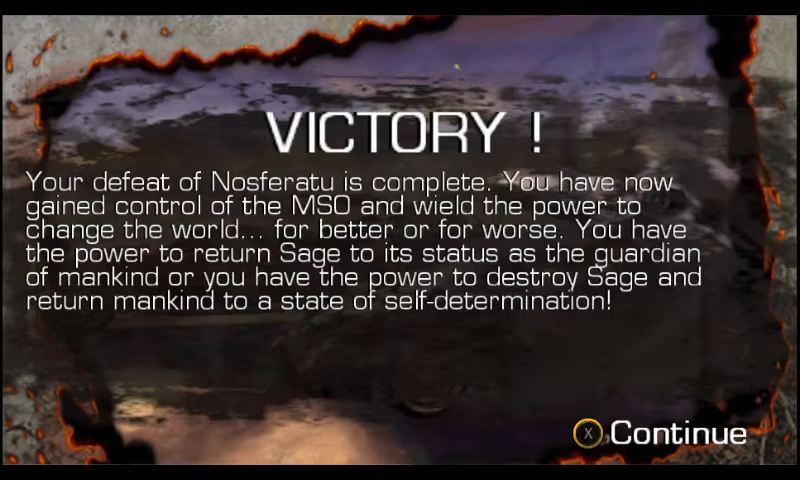 VICTORY !
Your defeat of Nosferatu is complete. You have now
gained control of the MSO and wield the power to
change the world... for better or for worse. You have
the power to return Sage to its status as the guardian
of mankind or you have the power to destroy Sage and
return mankind to a state of self-determination!
X Continue